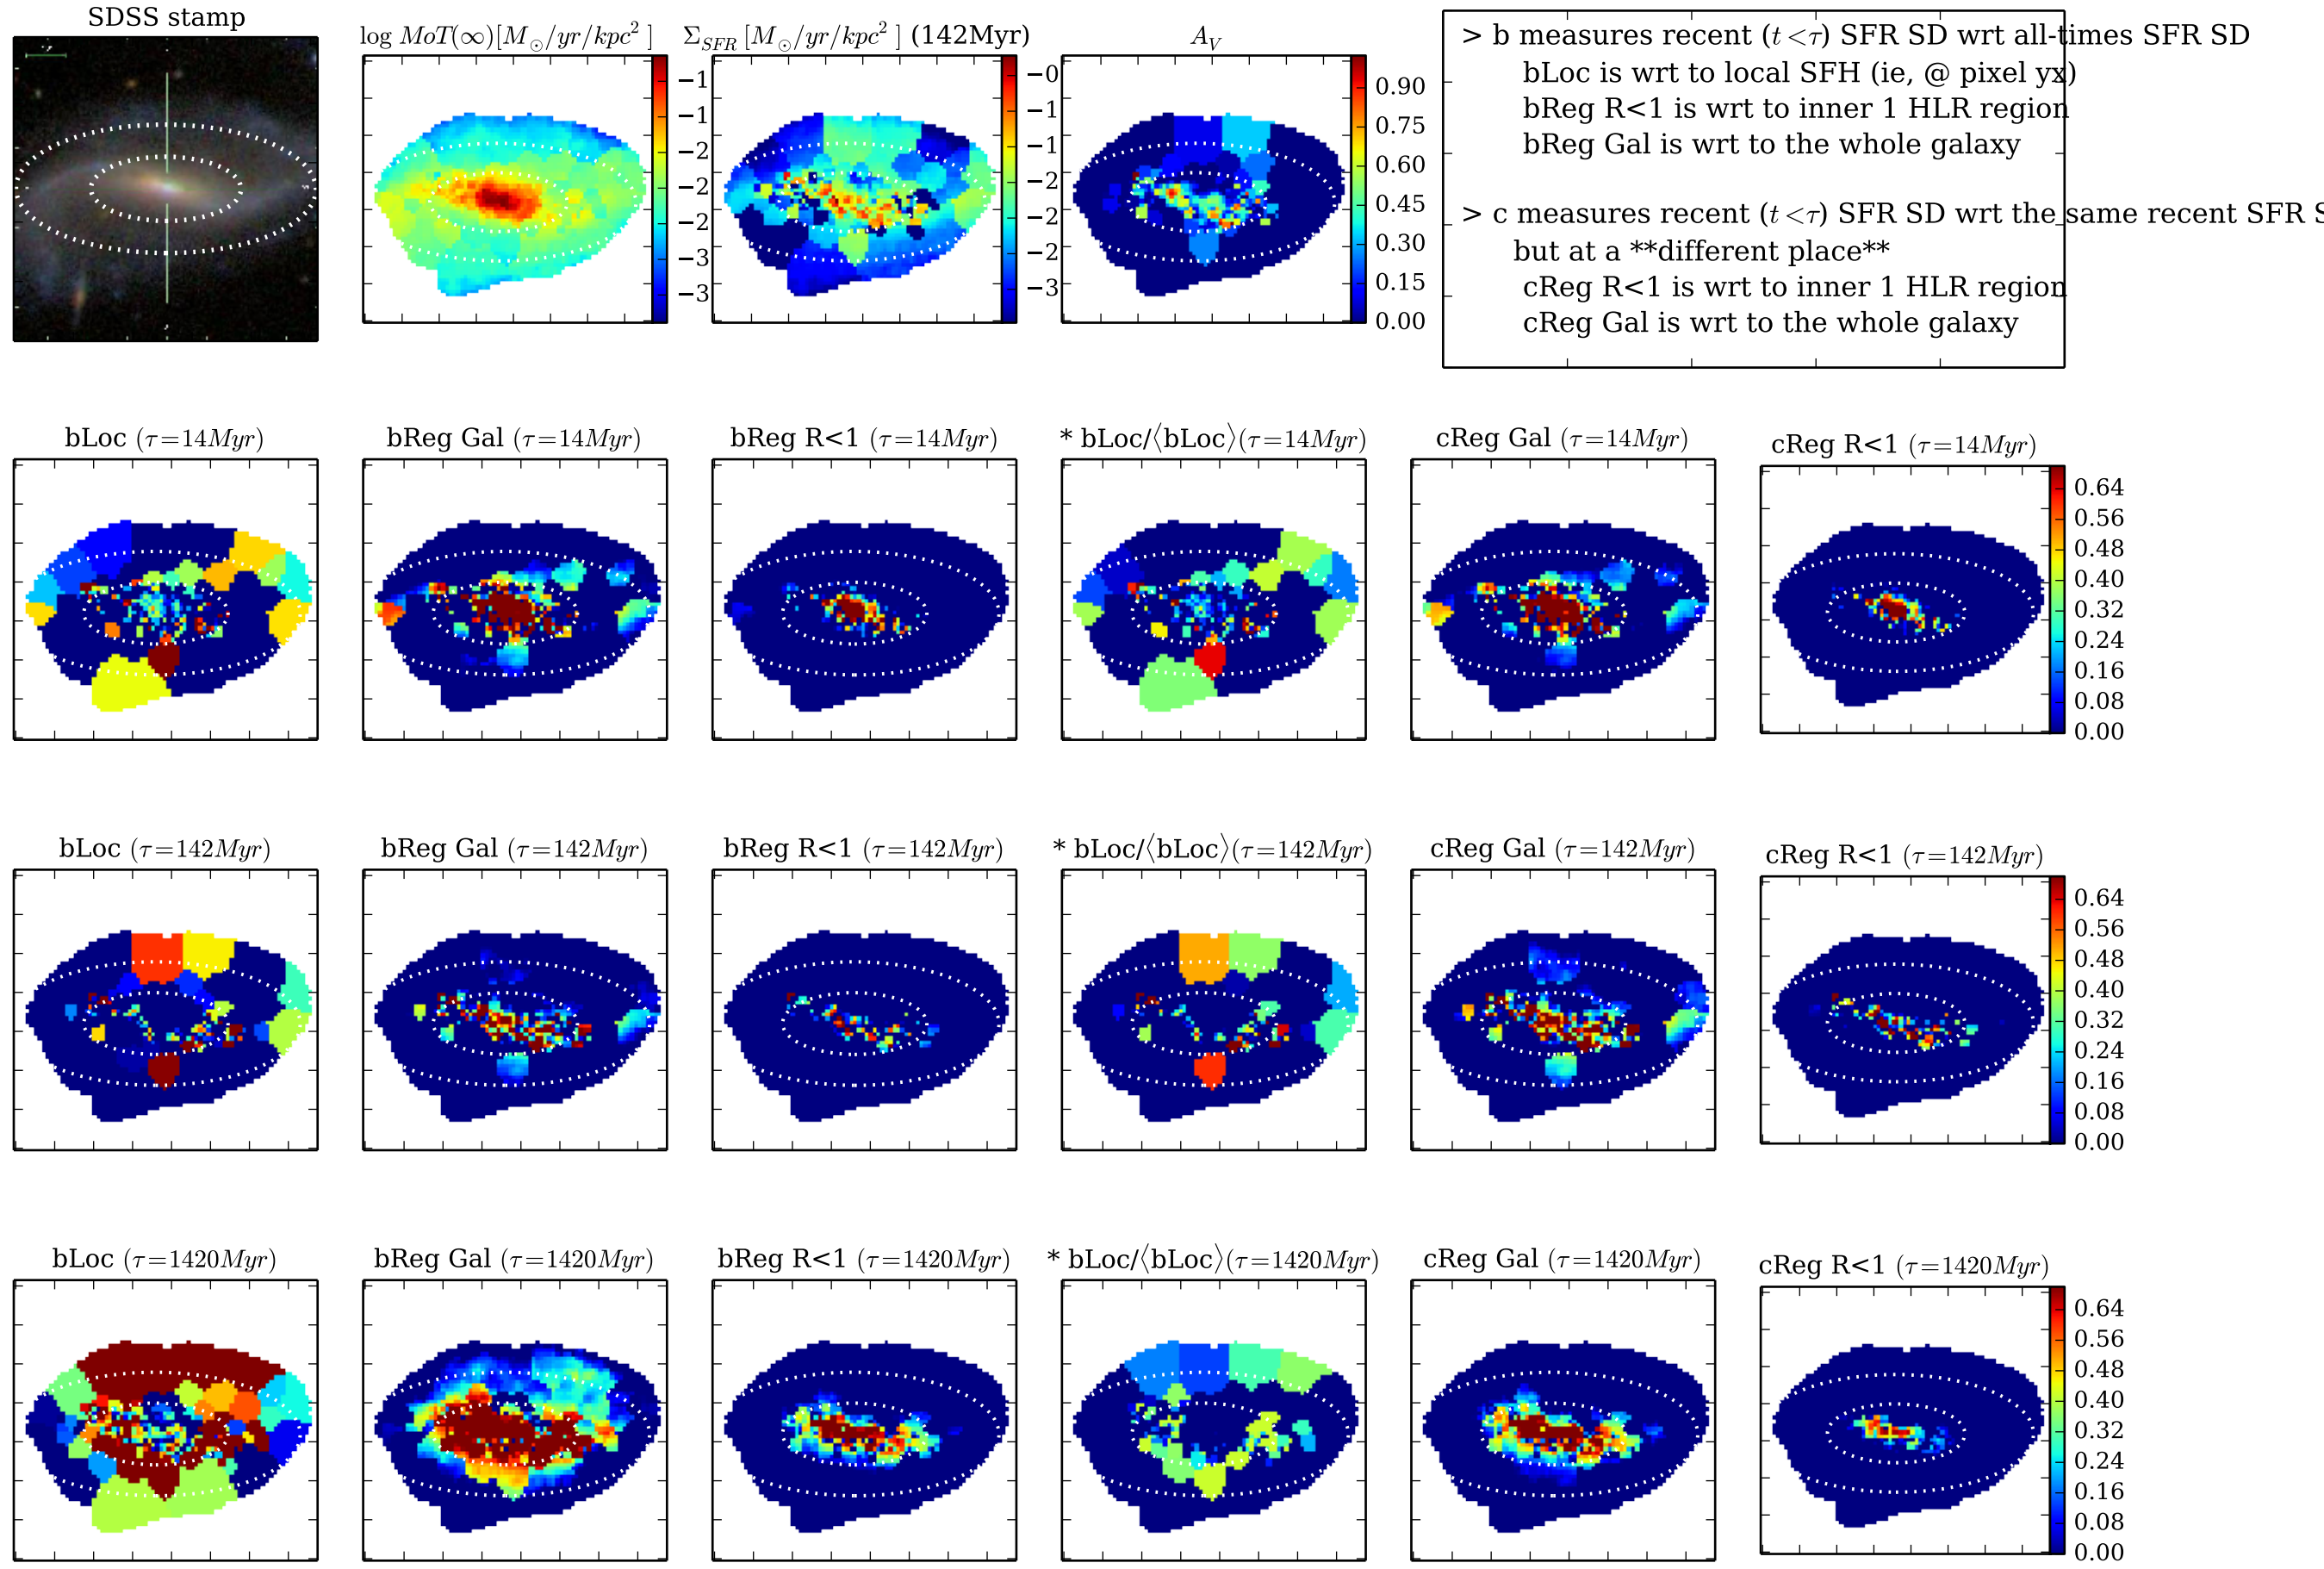 SDSS stamp
log MoT(∞)[M⊙/yr/kpc² ]
Σ_SFR [M⊙/yr/kpc² ] (142Myr)
A_V
−1
−1
−2
−2
−2
−3
−3
−0
−1
−1
−2
−2
−2
−3
0.90
0.75
0.60
0.45
0.30
0.15
0.00
> b measures recent (t<τ) SFR SD wrt all-times SFR SD
bLoc is wrt to local SFH (ie, @ pixel yx)
bReg R<1 is wrt to inner 1 HLR region
bReg Gal is wrt to the whole galaxy
> c measures recent (t<τ) SFR SD wrt the same recent SFR S
but at a **different place**
cReg R<1 is wrt to inner 1 HLR region
cReg Gal is wrt to the whole galaxy
bLoc (τ=14Myr)
bReg Gal (τ=14Myr)
bReg R<1 (τ=14Myr)
* bLoc/⟨bLoc⟩(τ=14Myr)
cReg Gal (τ=14Myr)
cReg R<1 (τ=14Myr)
0.64
0.56
0.48
0.40
0.32
0.24
0.16
0.08
0.00
bLoc (τ=142Myr)
bReg Gal (τ=142Myr)
bReg R<1 (τ=142Myr)
* bLoc/⟨bLoc⟩(τ=142Myr)
cReg Gal (τ=142Myr)
cReg R<1 (τ=142Myr)
0.64
0.56
0.48
0.40
0.32
0.24
0.16
0.08
0.00
bLoc (τ=1420Myr)
bReg Gal (τ=1420Myr)
bReg R<1 (τ=1420Myr)
* bLoc/⟨bLoc⟩(τ=1420Myr)
cReg Gal (τ=1420Myr)
cReg R<1 (τ=1420Myr)
0.64
0.56
0.48
0.40
0.32
0.24
0.16
0.08
0.00